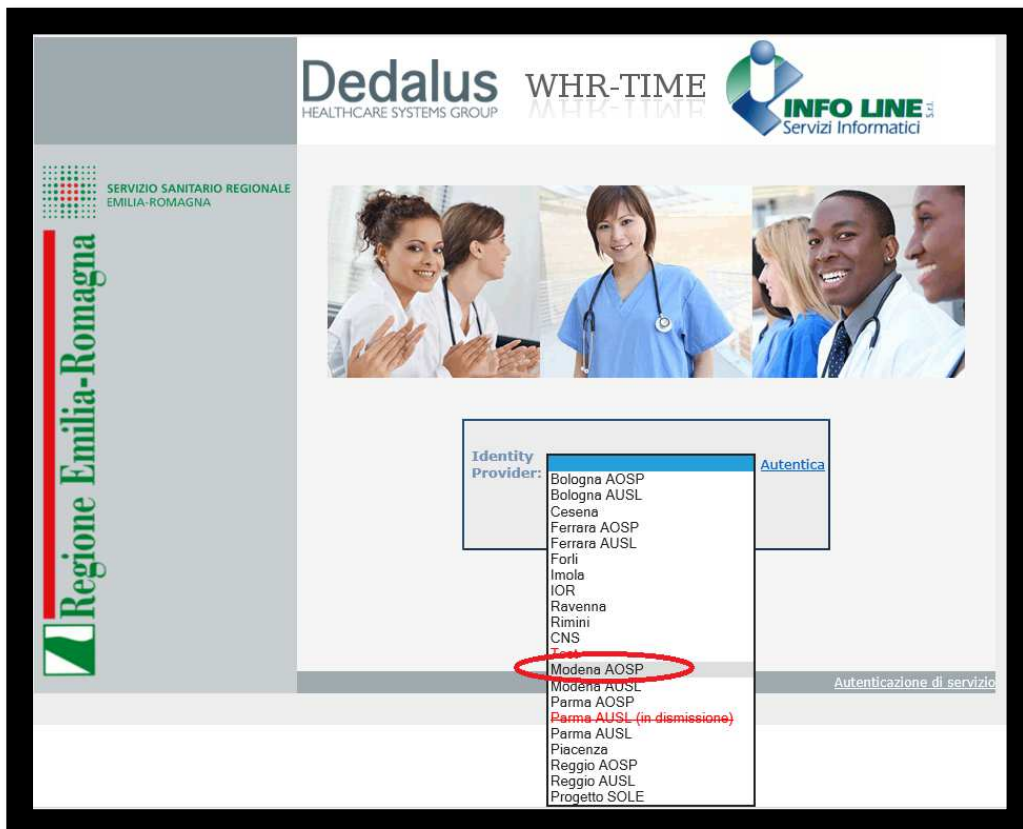 Dedalus
HEALTHCARE SYSTEMS GROUP
WHR-TIME
INFO LINE S.r.l.
Servizi Informatici
SERVIZIO SANITARIO REGIONALE
EMILIA-ROMAGNA
Regione Emilia-Romagna
Identity
Provider:
Autentica
Bologna AOSP
Bologna AUSL
Cesena
Ferrara AOSP
Ferrara AUSL
Forlì
Imola
IOR
Ravenna
Rimini
CNS
Test
Modena AOSP
Modena AUSL
Parma AOSP
Parma AUSL (in dismissione)
Parma AUSL
Piacenza
Reggio AOSP
Reggio AUSL
Progetto SOLE
Autenticazione di servizio